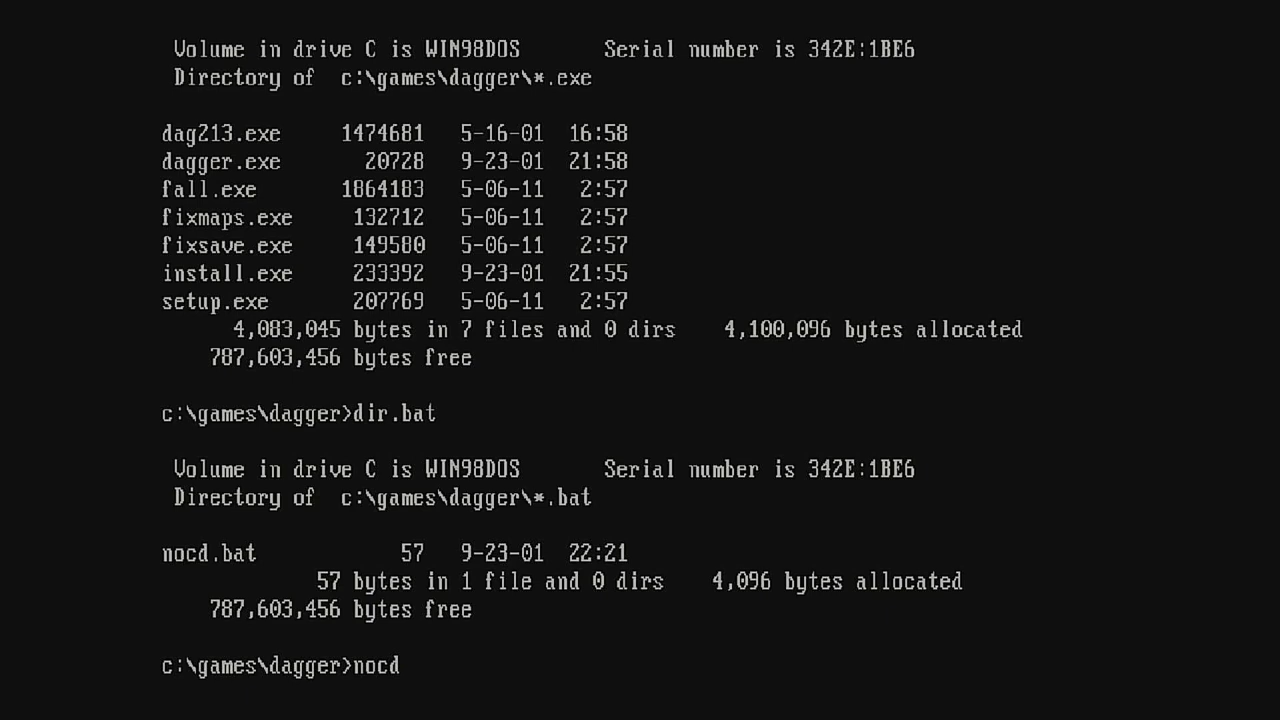 Volume in drive C is WIN98DOS Serial number is 342E:1BE6
Directory of c:\games\dagger\*.exe
dag213.exe 1474681 5-16-01 16:58
dagger.exe 20728 9-23-01 21:58
fall.exe 1864183 5-06-11 2:57
fixmaps.exe 132712 5-06-11 2:57
fixsave.exe 149580 5-06-11 2:57
install.exe 233392 9-23-01 21:55
setup.exe 207769 5-06-11 2:57
4,083,045 bytes in 7 files and 0 dirs 4,100,096 bytes allocated
787,603,456 bytes free
c:\games\dagger>dir.bat
Volume in drive C is WIN98DOS Serial number is 342E:1BE6
Directory of c:\games\dagger\*.bat
nocd.bat 57 9-23-01 22:21
57 bytes in 1 file and 0 dirs 4,096 bytes allocated
787,603,456 bytes free
c:\games\dagger>nocd